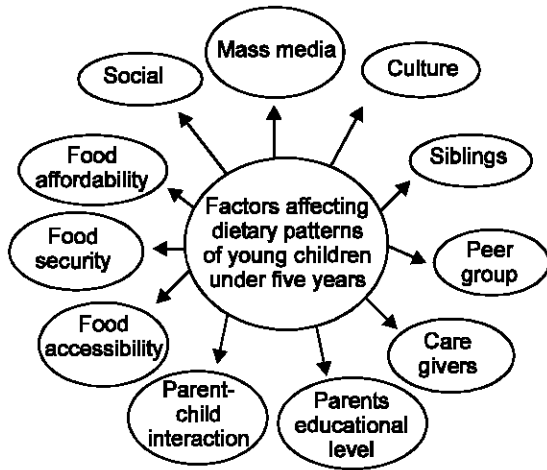 Mass media
Social
Culture
Food
affordability
Siblings
Factors affecting
dietary patterns
of young children
under five years
Food
security
Peer
group
Food
accessibility
Care
givers
Parent-
child
interaction
Parents
educational
level